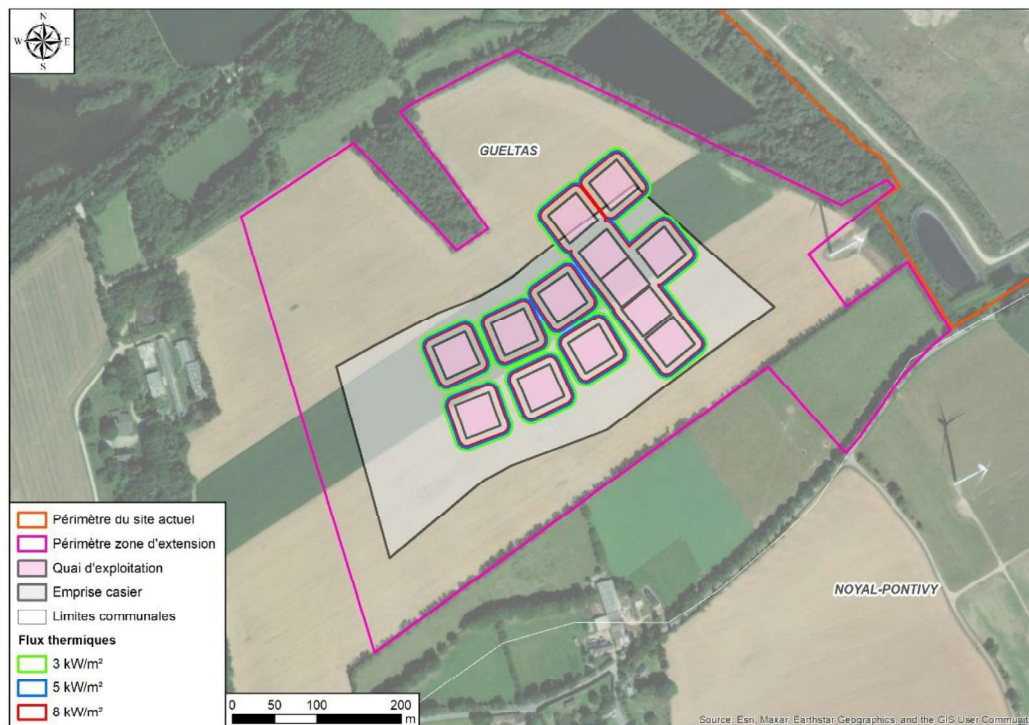 N
W E
S
GUELTAS
NOYAL-PONTIVY
Périmètre du site actuel
Périmètre zone d'extension
Quai d'exploitation
Emprise casier
Limites communales
Flux thermiques
3 kW/m²
5 kW/m²
8 kW/m²
0 50 100 200
m
Source: Esri, Maxar, Earthstar Geographics, and the GIS User Communit